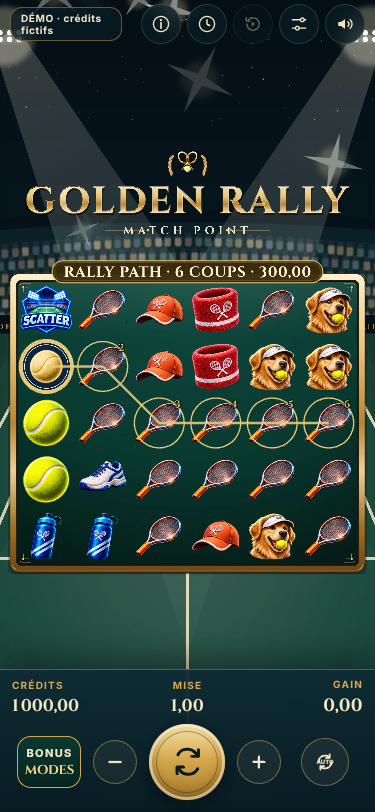 DÉMO · crédits
fictifs
GOLDEN RALLY
MATCH POINT
RALLY PATH · 6 COUPS · 300,00
SCATTER
2
3
4
5
6
CRÉDITS
MISE
GAIN
1000,00
1,00
0,00
BONUS
MODES
AUTO